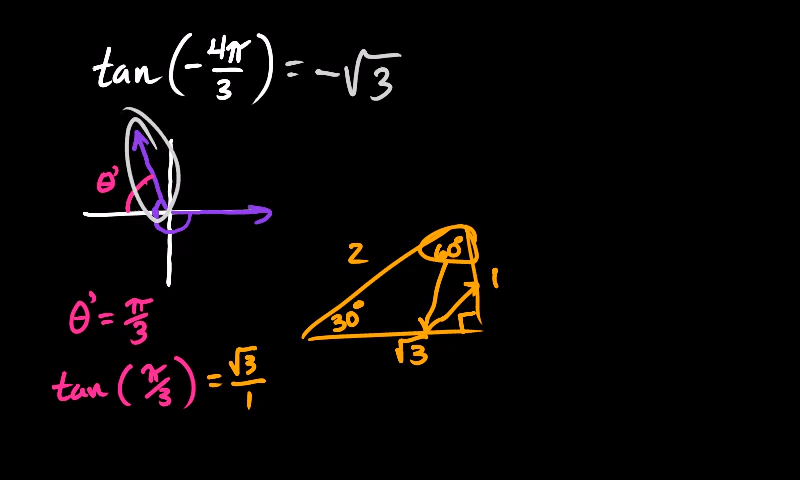 tan(-4π/3) = -√3
θ'
2
60°
1
30°
√3
θ' = π/3
tan(π/3) = √3/1